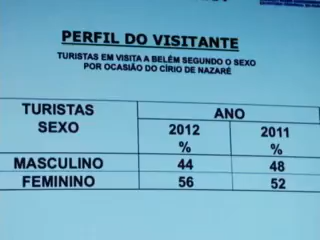 PERFIL DO VISITANTE
TURISTAS EM VISITA A BELÉM SEGUNDO O SEXO
POR OCASIÃO DO CÍRIO DE NAZARÉ
TURISTAS SEXO ANO
2012 2011
% %
MASCULINO 44 48
FEMININO 56 52